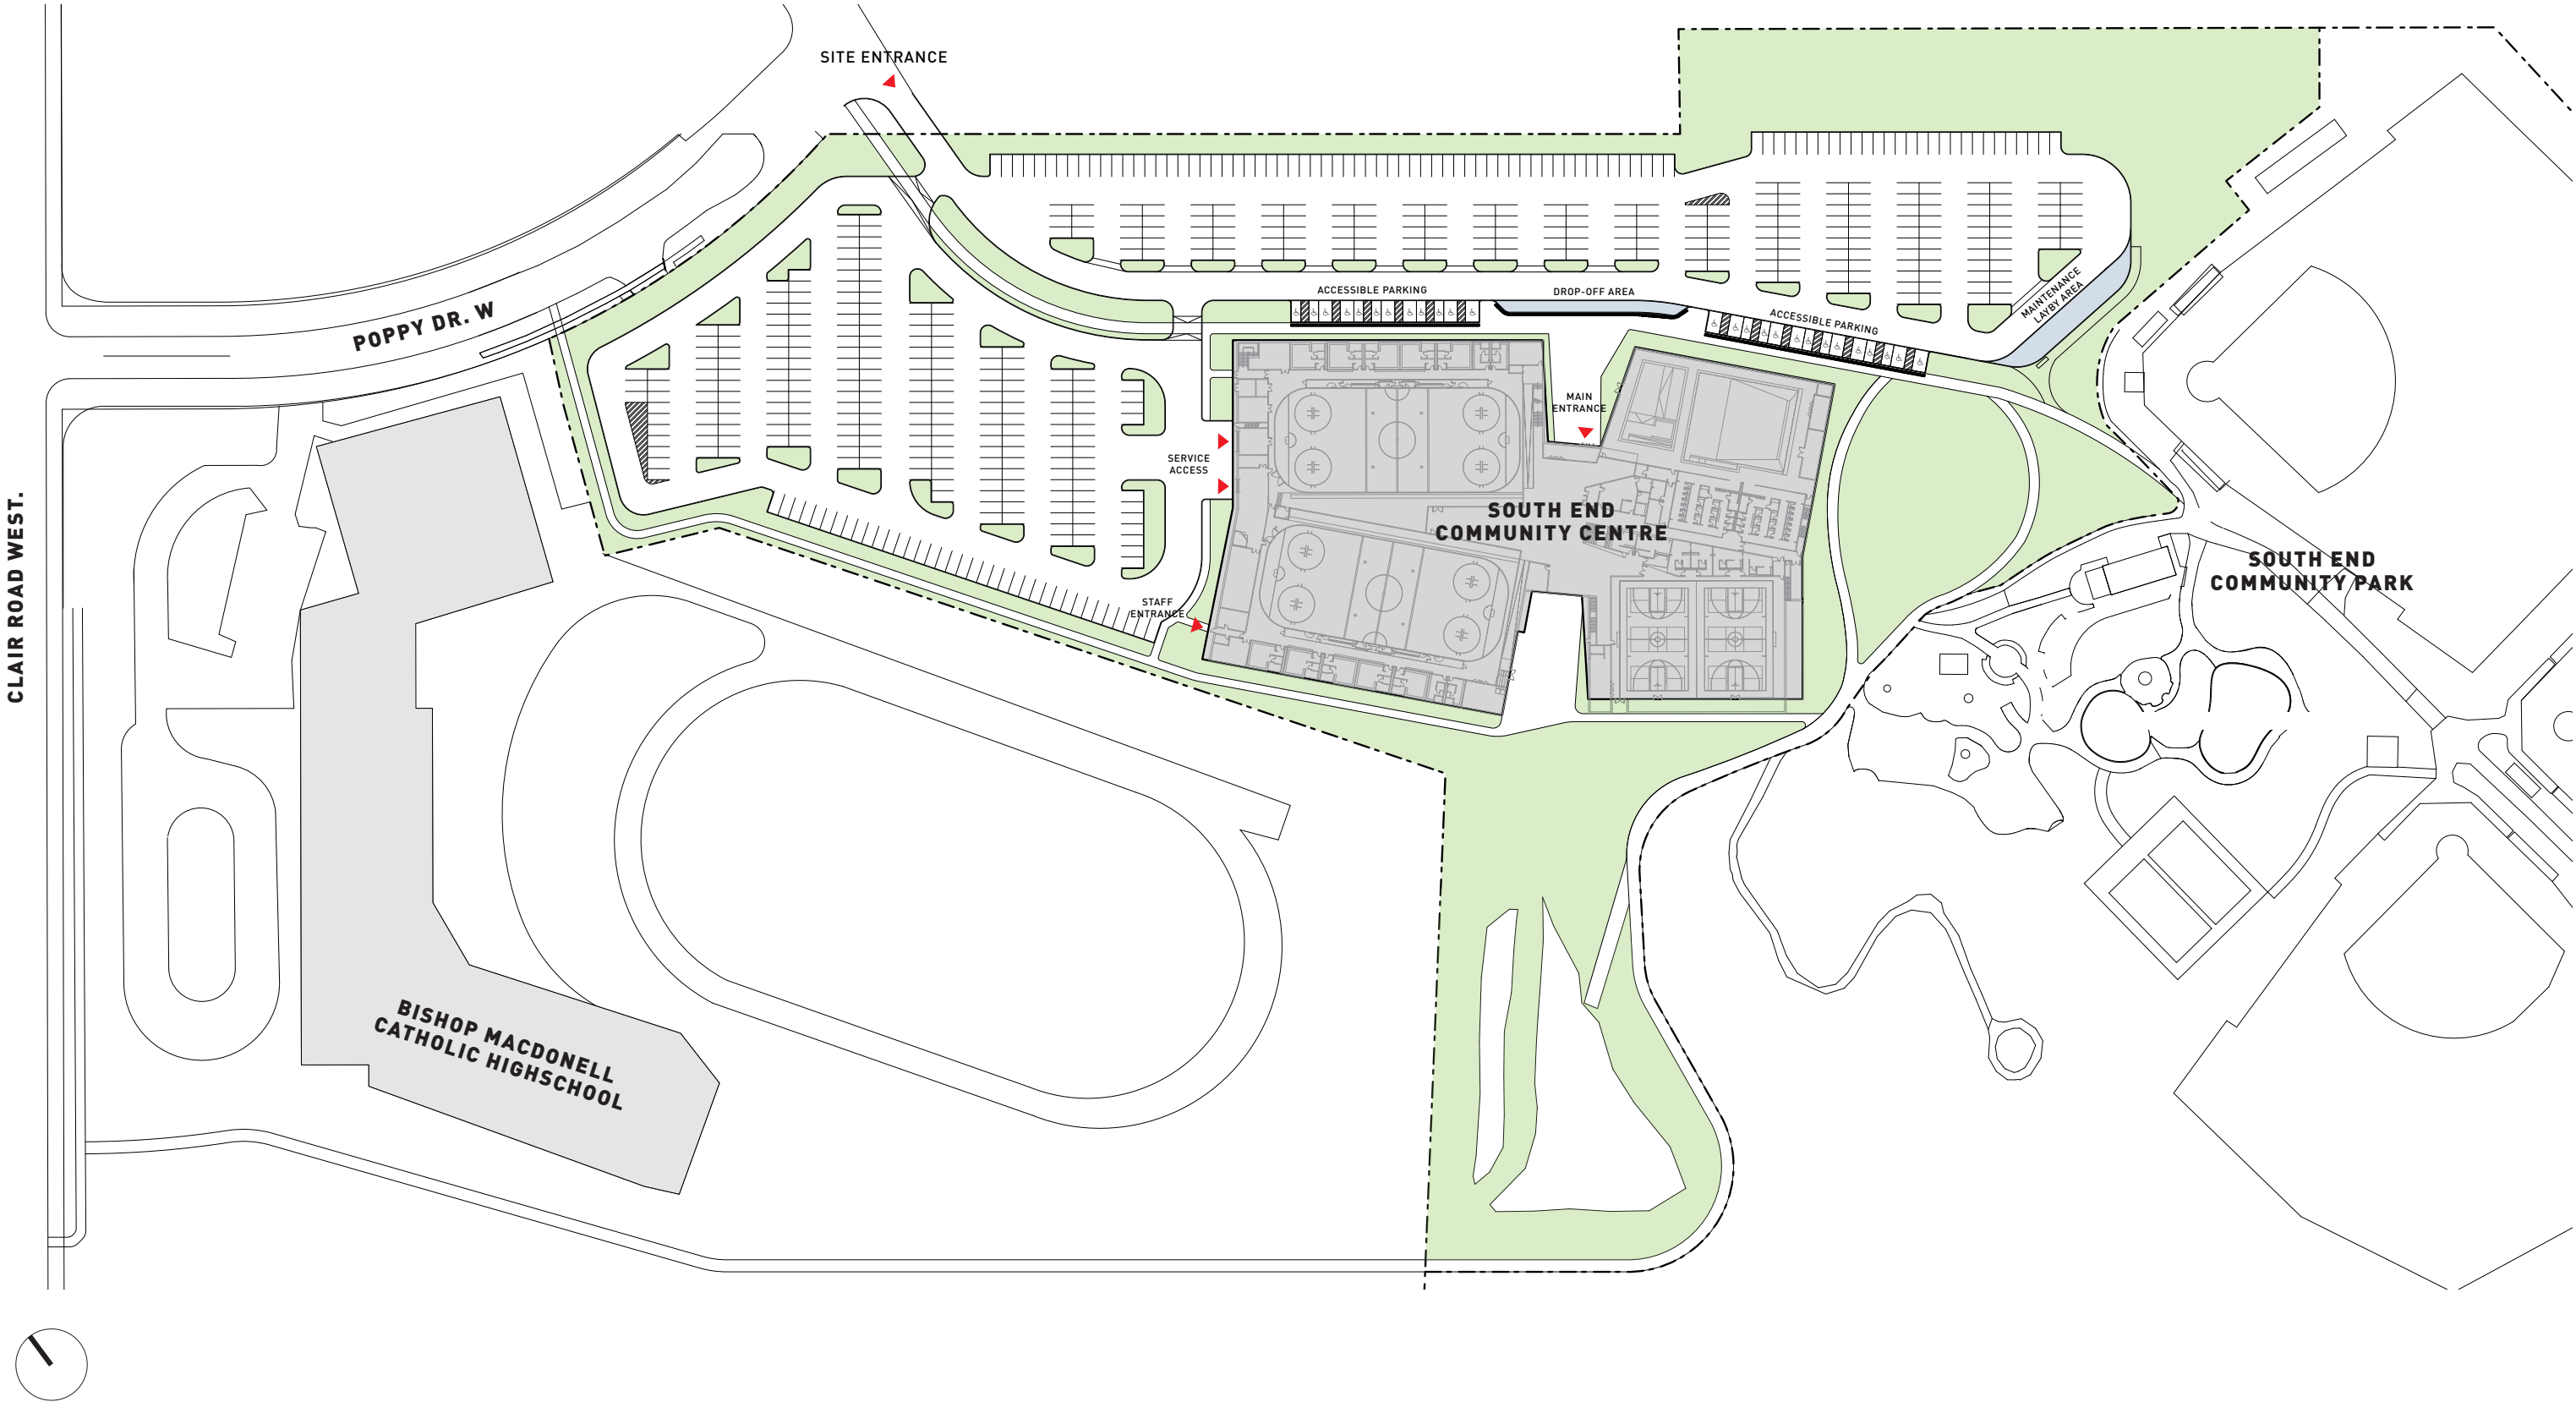 SITE ENTRANCE
POPPY DR. W
CLAIR ROAD WEST.
ACCESSIBLE PARKING
DROP-OFF AREA
ACCESSIBLE PARKING
MAINTENANCE
LAYBY AREA
MAIN
ENTRANCE
SERVICE
ACCESS
SOUTH END
COMMUNITY CENTRE
SOUTH END
COMMUNITY PARK
STAFF
ENTRANCE
BISHOP MACDONELL
CATHOLIC HIGHSCHOOL